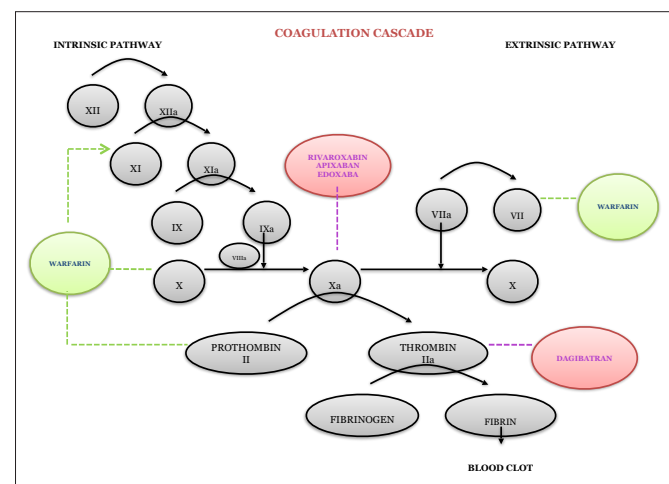 COAGULATION CASCADE
INTRINSIC PATHWAY
EXTRINSIC PATHWAY
XII
XIIa
XI
XIa
RIVAROXABIN
APIXABAN
EDOXABA
IX
IXa
VIIa
VII
WARFARIN
VIIIa
WARFARIN
X
Xa
X
PROTHOMBIN
II
THROMBIN
IIa
DAGIBATRAN
FIBRINOGEN
FIBRIN
BLOOD CLOT